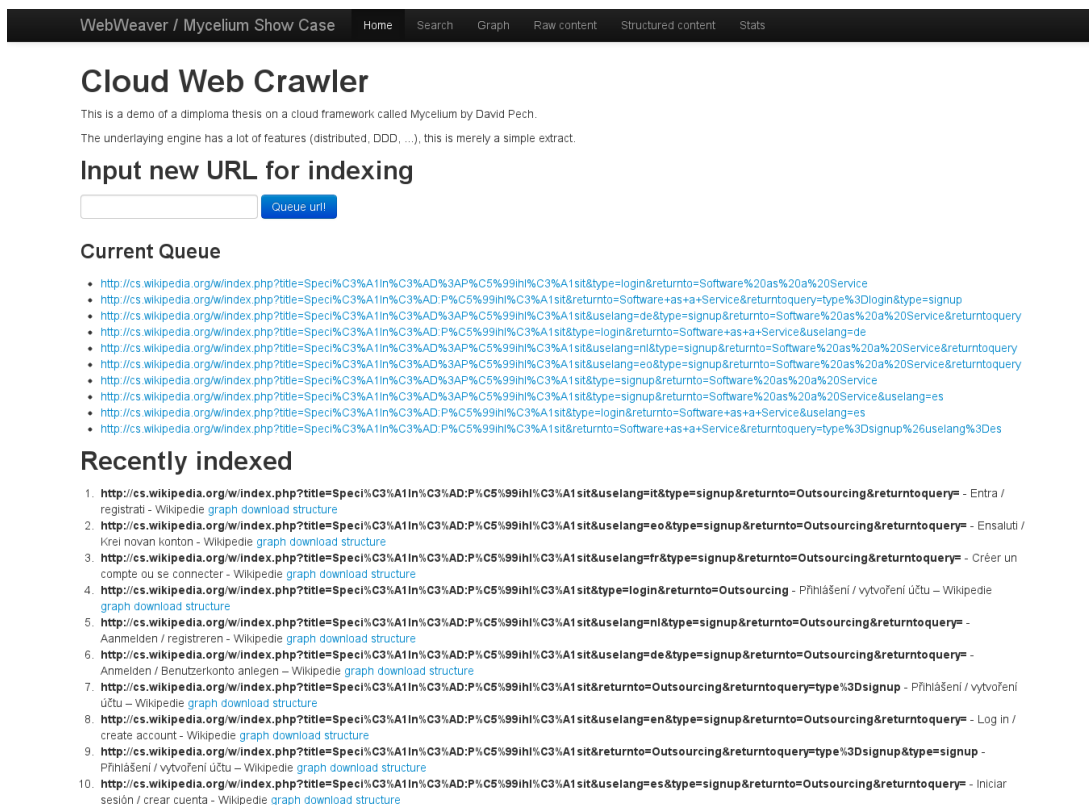 WebWeaver / Mycelium Show Case Home Search Graph Raw content Structured content Stats
Cloud Web Crawler
This is a demo of a dimploma thesis on a cloud framework called Mycelium by David Pech.
The underlaying engine has a lot of features (distributed, DDD, ...), this is merely a simple extract.
Input new URL for indexing
Queue url!
Current Queue
• http://cs.wikipedia.org/w/index.php?title=Speci%C3%A1ln%C3%AD%3AP%C5%99ihl%C3%A1sit&type=login&returnto=Software%20as%20a%20Service
• http://cs.wikipedia.org/w/index.php?title=Speci%C3%A1ln%C3%AD:P%C5%99ihl%C3%A1sit&returnto=Software+as+a+Service&returntoquery=type%3Dlogin&type=signup
• http://cs.wikipedia.org/w/index.php?title=Speci%C3%A1ln%C3%AD%3AP%C5%99ihl%C3%A1sit&uselang=de&type=signup&returnto=Software%20as%20a%20Service&returntoquery
• http://cs.wikipedia.org/w/index.php?title=Speci%C3%A1ln%C3%AD:P%C5%99ihl%C3%A1sit&type=login&returnto=Software+as+a+Service&uselang=de
• http://cs.wikipedia.org/w/index.php?title=Speci%C3%A1ln%C3%AD%3AP%C5%99ihl%C3%A1sit&uselang=nl&type=signup&returnto=Software%20as%20a%20Service&returntoquery
• http://cs.wikipedia.org/w/index.php?title=Speci%C3%A1ln%C3%AD%3AP%C5%99ihl%C3%A1sit&uselang=eo&type=signup&returnto=Software%20as%20a%20Service&returntoquery
• http://cs.wikipedia.org/w/index.php?title=Speci%C3%A1ln%C3%AD%3AP%C5%99ihl%C3%A1sit&type=signup&returnto=Software%20as%20a%20Service
• http://cs.wikipedia.org/w/index.php?title=Speci%C3%A1ln%C3%AD%3AP%C5%99ihl%C3%A1sit&type=signup&returnto=Software%20as%20a%20Service&uselang=es
• http://cs.wikipedia.org/w/index.php?title=Speci%C3%A1ln%C3%AD:P%C5%99ihl%C3%A1sit&type=login&returnto=Software+as+a+Service&uselang=es
• http://cs.wikipedia.org/w/index.php?title=Speci%C3%A1ln%C3%AD:P%C5%99ihl%C3%A1sit&returnto=Software+as+a+Service&returntoquery=type%3Dsignup%26uselang%3Des
Recently indexed
1. http://cs.wikipedia.org/w/index.php?title=Speci%C3%A1ln%C3%AD:P%C5%99ihl%C3%A1sit&uselang=it&type=signup&returnto=Outsourcing&returntoquery= - Entra /
registrati - Wikipedie graph download structure
2. http://cs.wikipedia.org/w/index.php?title=Speci%C3%A1ln%C3%AD:P%C5%99ihl%C3%A1sit&uselang=eo&type=signup&returnto=Outsourcing&returntoquery= - Ensaluti /
Krei novan konton - Wikipedie graph download structure
3. http://cs.wikipedia.org/w/index.php?title=Speci%C3%A1ln%C3%AD:P%C5%99ihl%C3%A1sit&uselang=fr&type=signup&returnto=Outsourcing&returntoquery= - Créer un
compte ou se connecter - Wikipedie graph download structure
4. http://cs.wikipedia.org/w/index.php?title=Speci%C3%A1ln%C3%AD:P%C5%99ihl%C3%A1sit&type=login&returnto=Outsourcing - Přihlášení / vytvoření účtu – Wikipedie
graph download structure
5. http://cs.wikipedia.org/w/index.php?title=Speci%C3%A1ln%C3%AD:P%C5%99ihl%C3%A1sit&uselang=nl&type=signup&returnto=Outsourcing&returntoquery= -
Aanmelden / registreren - Wikipedie graph download structure
6. http://cs.wikipedia.org/w/index.php?title=Speci%C3%A1ln%C3%AD:P%C5%99ihl%C3%A1sit&uselang=de&type=signup&returnto=Outsourcing&returntoquery= -
Anmelden / Benutzerkonto anlegen – Wikipedie graph download structure
7. http://cs.wikipedia.org/w/index.php?title=Speci%C3%A1ln%C3%AD:P%C5%99ihl%C3%A1sit&returnto=Outsourcing&returntoquery=type%3Dsignup - Přihlášení / vytvoření
účtu – Wikipedie graph download structure
8. http://cs.wikipedia.org/w/index.php?title=Speci%C3%A1ln%C3%AD:P%C5%99ihl%C3%A1sit&uselang=en&type=signup&returnto=Outsourcing&returntoquery= - Log in /
create account - Wikipedie graph download structure
9. http://cs.wikipedia.org/w/index.php?title=Speci%C3%A1ln%C3%AD:P%C5%99ihl%C3%A1sit&returnto=Outsourcing&returntoquery=type%3Dsignup&type=signup -
Přihlášení / vytvoření účtu – Wikipedie graph download structure
10. http://cs.wikipedia.org/w/index.php?title=Speci%C3%A1ln%C3%AD:P%C5%99ihl%C3%A1sit&uselang=es&type=signup&returnto=Outsourcing&returntoquery= - Iniciar
sesión / crear cuenta - Wikipedie graph download structure